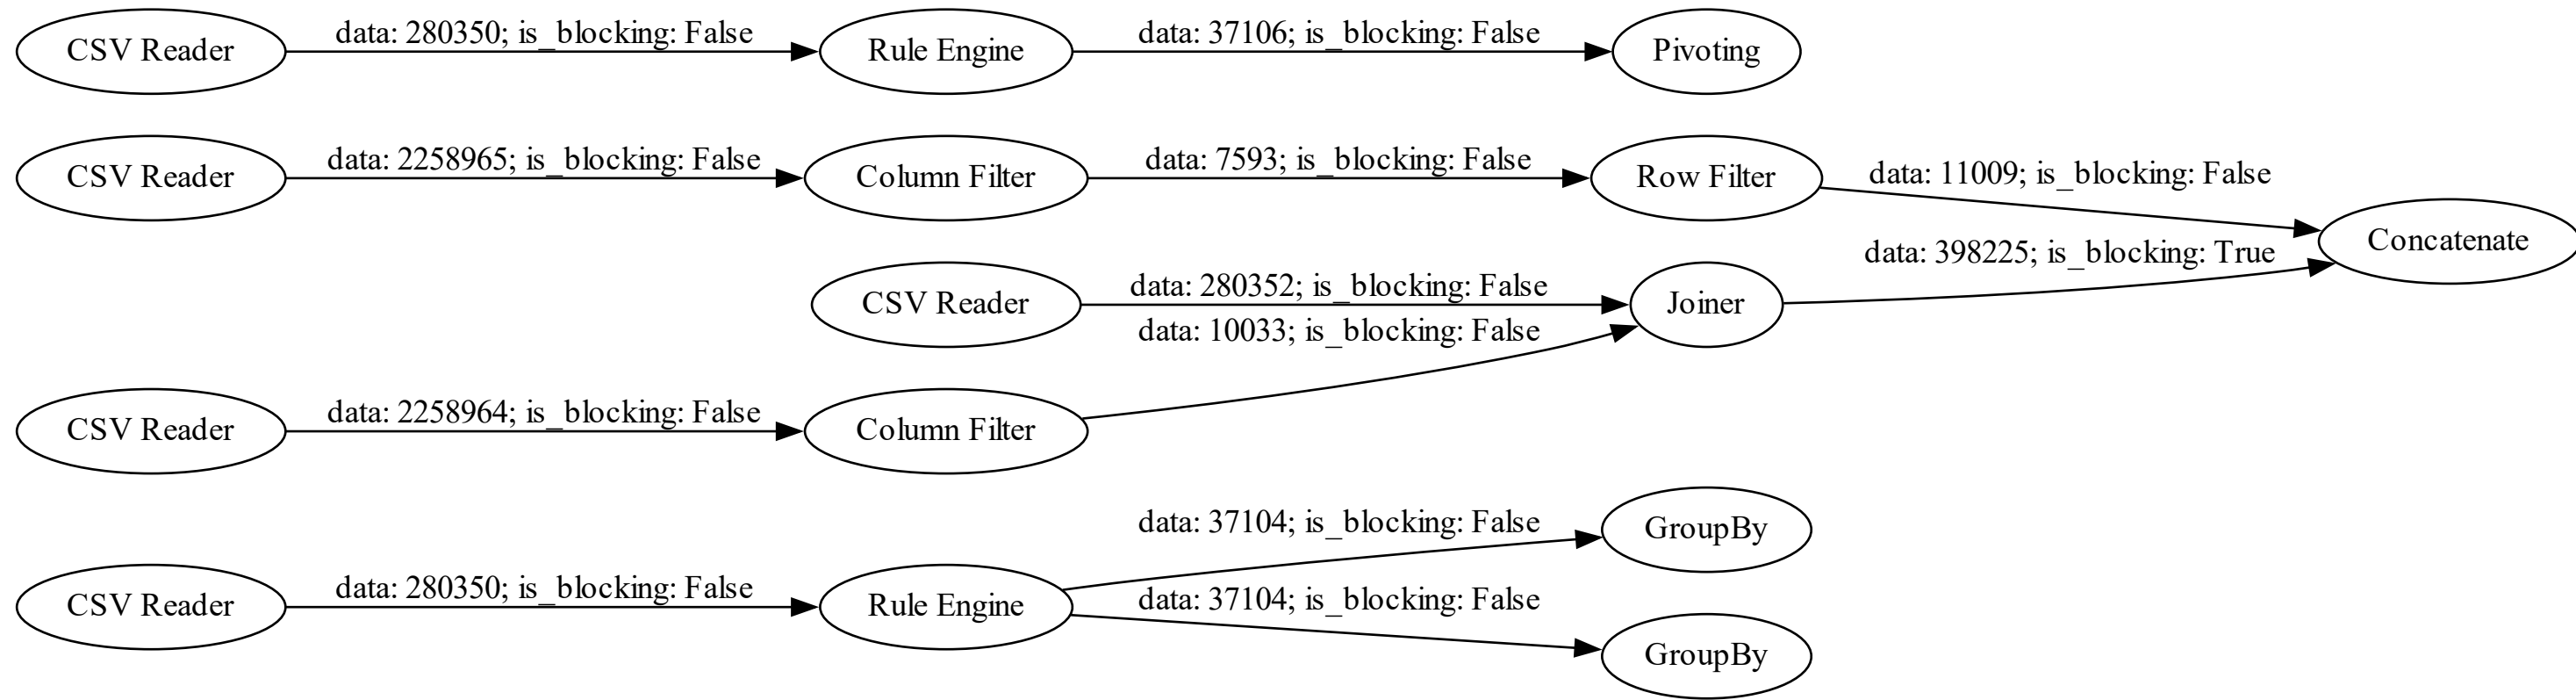 CSV Reader
data: 280350; is_blocking: False
Rule Engine
data: 37106; is_blocking: False
Pivoting
CSV Reader
data: 2258965; is_blocking: False
Column Filter
data: 7593; is_blocking: False
Row Filter
data: 11009; is_blocking: False
Concatenate
CSV Reader
data: 280352; is_blocking: False
Joiner
data: 398225; is_blocking: True
CSV Reader
data: 2258964; is_blocking: False
Column Filter
data: 10033; is_blocking: False
CSV Reader
data: 280350; is_blocking: False
Rule Engine
data: 37104; is_blocking: False
GroupBy
data: 37104; is_blocking: False
GroupBy